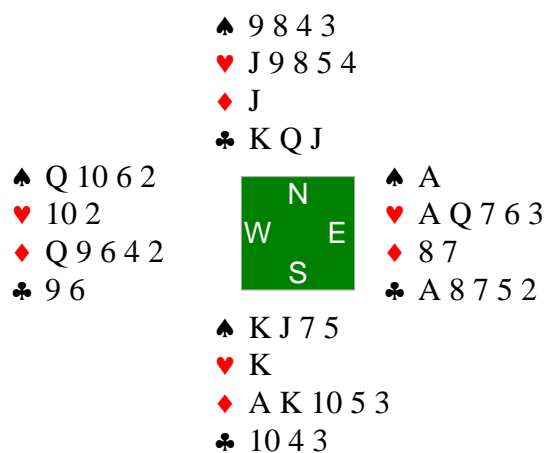 ♠ 9 8 4 3
♥ J 9 8 5 4
♦ J
♣ K Q J
♠ Q 10 6 2
♥ 10 2
♦ Q 9 6 4 2
♣ 9 6
N
W E
S
♠ A
♥ A Q 7 6 3
♦ 8 7
♣ A 8 7 5 2
♠ K J 7 5
♥ K
♦ A K 10 5 3
♣ 10 4 3